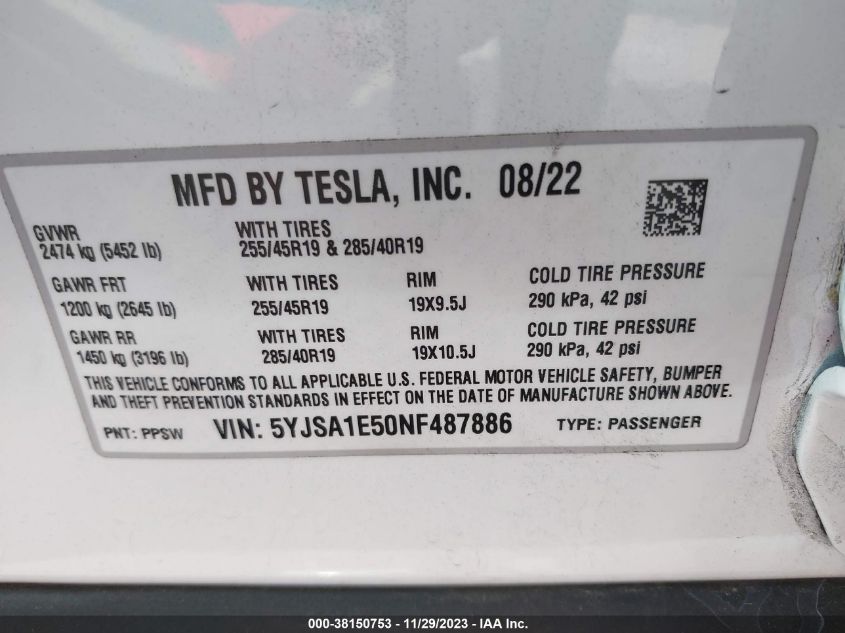 MFD BY TESLA, INC. 08/22
GVWR WITH TIRES
2474 kg (5452 lb) 255/45R19 & 285/40R19
GAWR FRT WITH TIRES RIM COLD TIRE PRESSURE
1200 kg (2645 lb) 255/45R19 19X9.5J 290 kPa, 42 psi
GAWR RR WITH TIRES RIM COLD TIRE PRESSURE
1450 kg (3196 lb) 285/40R19 19X10.5J 290 kPa, 42 psi
THIS VEHICLE CONFORMS TO ALL APPLICABLE U.S. FEDERAL MOTOR VEHICLE SAFETY, BUMPER
AND THEFT PREVENTION STANDARDS IN EFFECT ON THE DATE OF MANUFACTURE SHOWN ABOVE.
PNT: PPSW VIN: 5YJSA1E50NF487886 TYPE: PASSENGER
000-38150753 - 11/29/2023 - IAA Inc.